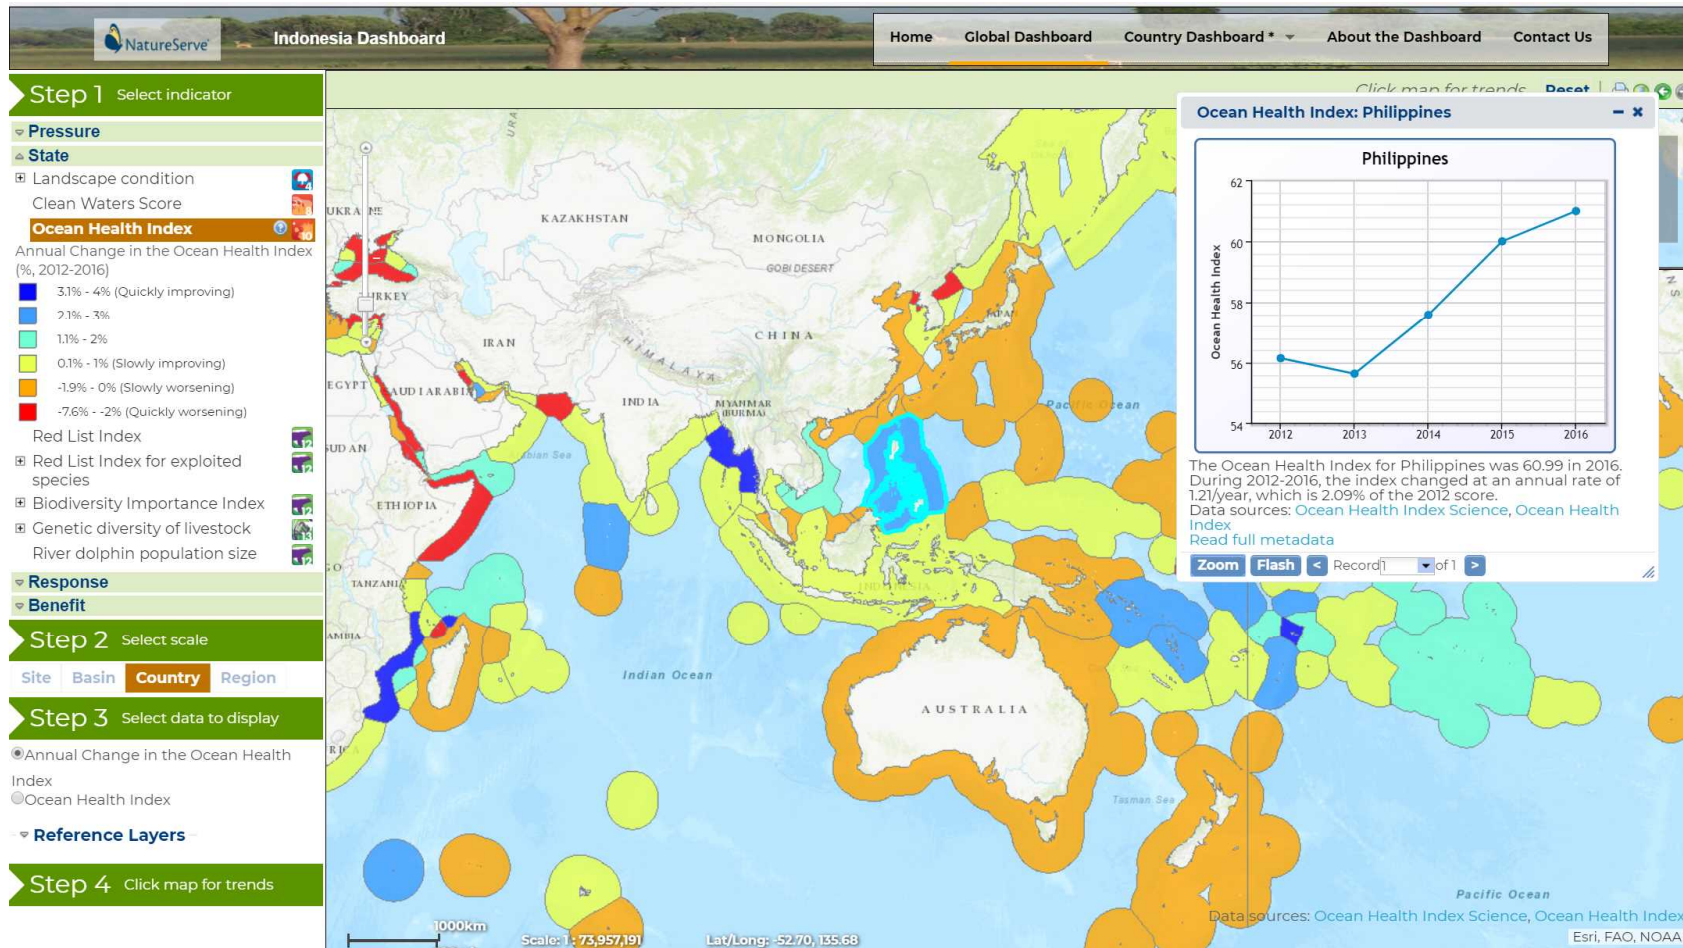 NatureServe
Indonesia Dashboard
Home
Global Dashboard
Country Dashboard *
About the Dashboard
Contact Us
Step 1 Select indicator
Click map for trends
Reset
Pressure
State
Landscape condition
Clean Waters Score
Ocean Health Index
Annual Change in the Ocean Health Index
(%, 2012-2016)
3.1% - 4% (Quickly improving)
2.1% - 3%
1.1% - 2%
0.1% - 1% (Slowly improving)
-1.9% - 0% (Slowly worsening)
-7.6% - -2% (Quickly worsening)
Red List Index
Red List Index for exploited
species
Biodiversity Importance Index
Genetic diversity of livestock
River dolphin population size
Response
Benefit
Step 2 Select scale
Site Basin Country Region
Step 3 Select data to display
Annual Change in the Ocean Health
Index
Ocean Health Index
Reference Layers
Step 4 Click map for trends
KAZAKHSTAN
MONGOLIA
GOBI DESERT
CHINA
JAPAN
IRAN
HIMALAYA
EGYPT
SAUDI ARABIA
INDIA
MYANMAR
(BURMA)
Pacific Ocean
Arabian Sea
ETHIOPIA
TANZANIA
INDONESIA
Indian Ocean
AUSTRALIA
Tasman Sea
Pacific Ocean
1000km
Scale: 1 : 73,957,191
Lat/Long: -52.70, 135.68
Ocean Health Index: Philippines
Philippines
Ocean Health Index
62
60
58
56
54
2012 2013 2014 2015 2016
The Ocean Health Index for Philippines was 60.99 in 2016.
During 2012-2016, the index changed at an annual rate of
1.21/year, which is 2.09% of the 2012 score.
Data sources: Ocean Health Index Science, Ocean Health
Index
Read full metadata
Zoom Flash < Record 1 of 1 >
Data sources: Ocean Health Index Science, Ocean Health Index
Esri, FAO, NOAA